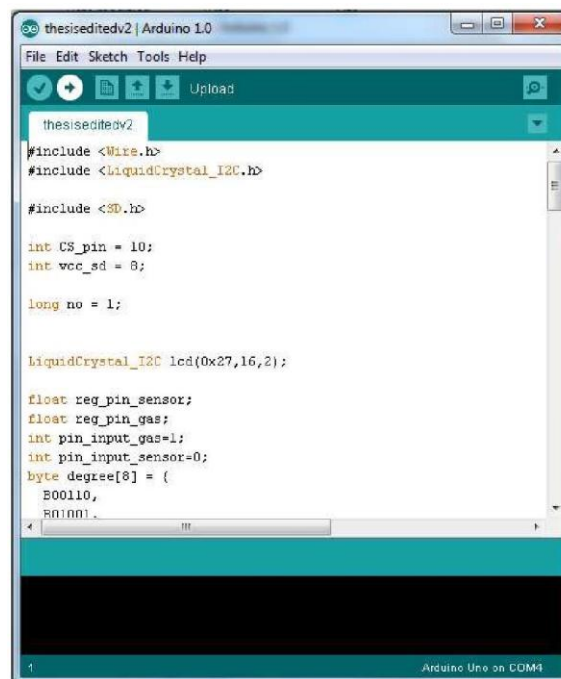 thesiseditedv2 | Arduino 1.0
File Edit Sketch Tools Help
Upload
thesiseditedv2
#include <Wire.h>
#include <LiquidCrystal_I2C.h>
#include <SD.h>
int CS_pin = 10;
int vcc_sd = 8;
long no = 1;
LiquidCrystal_I2C lcd(0x27,16,2);
float reg_pin_sensor;
float reg_pin_gas;
int pin_input_gas=1;
int pin_input_sensor=0;
byte degree[8] = {
B00110,
B01001,
1
Arduino Uno on COM4